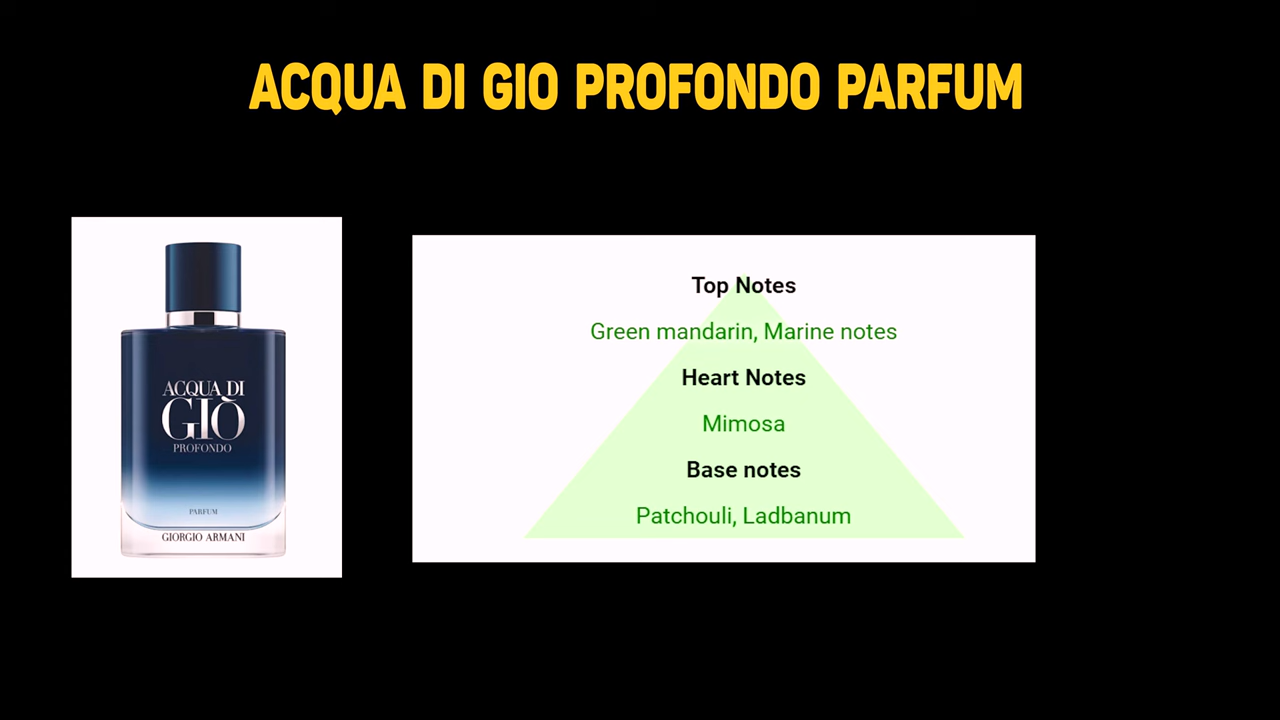 ACQUA DI GIO PROFONDO PARFUM
ACQUA DI
GIÒ
PROFONDO
PARFUM
GIORGIO ARMANI
Top Notes
Green mandarin, Marine notes
Heart Notes
Mimosa
Base notes
Patchouli, Ladbanum